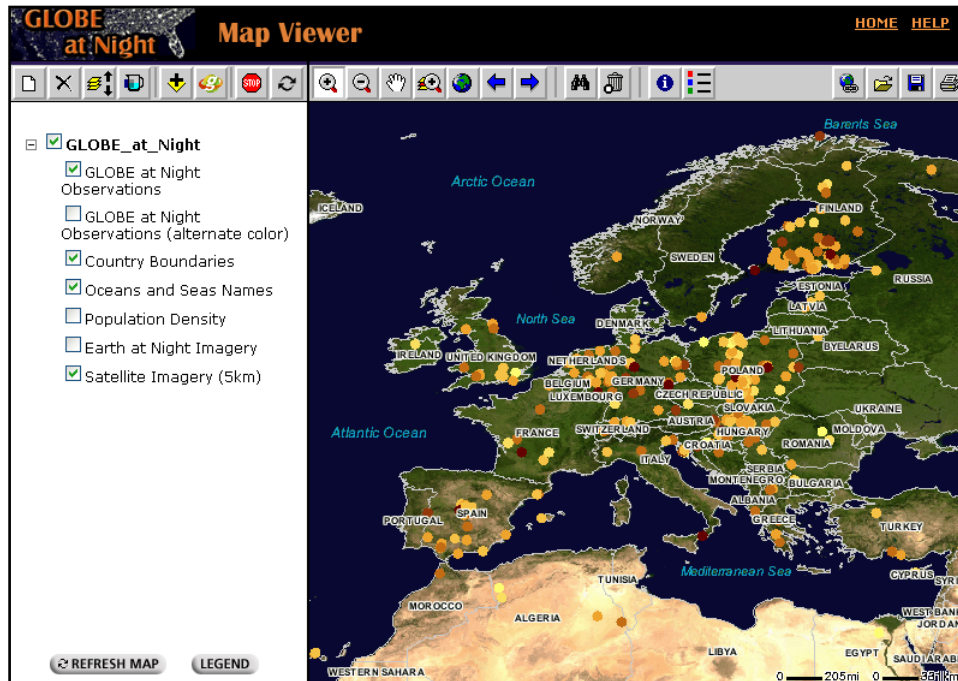 GLOBE
at Night
Map Viewer
HOME HELP
STOP
GLOBE_at_Night
GLOBE at Night
Observations
GLOBE at Night
Observations (alternate color)
Country Boundaries
Oceans and Seas Names
Population Density
Earth at Night Imagery
Satellite Imagery (5km)
REFRESH MAP
LEGEND
Barents Sea
Arctic Ocean
ICELAND
FINLAND
NORWAY
SWEDEN
RUSSIA
ESTONIA
LATVIA
North Sea
DENMARK
LITHUANIA
BYELARUS
IRELAND
UNITED KINGDOM
NETHERLANDS
POLAND
BELGIUM
GERMANY
LUXEMBOURG
CZECH REPUBLIC
SLOVAKIA
UKRAINE
Atlantic Ocean
FRANCE
SWITZERLAND
AUSTRIA
HUNGARY
MOLDOVA
CROATIA
ROMANIA
ITALY
SERBIA
MONTENEGRO
BULGARIA
ALBANIA
PORTUGAL
SPAIN
GREECE
TURKEY
Mediterranean Sea
CYPRUS
SYRI
TUNISIA
MOROCCO
ALGERIA
WEST BANK
JORDAN
LIBYA
EGYPT
SAUDI ARABI
WESTERN SAHARA
0 205mi 0 331km